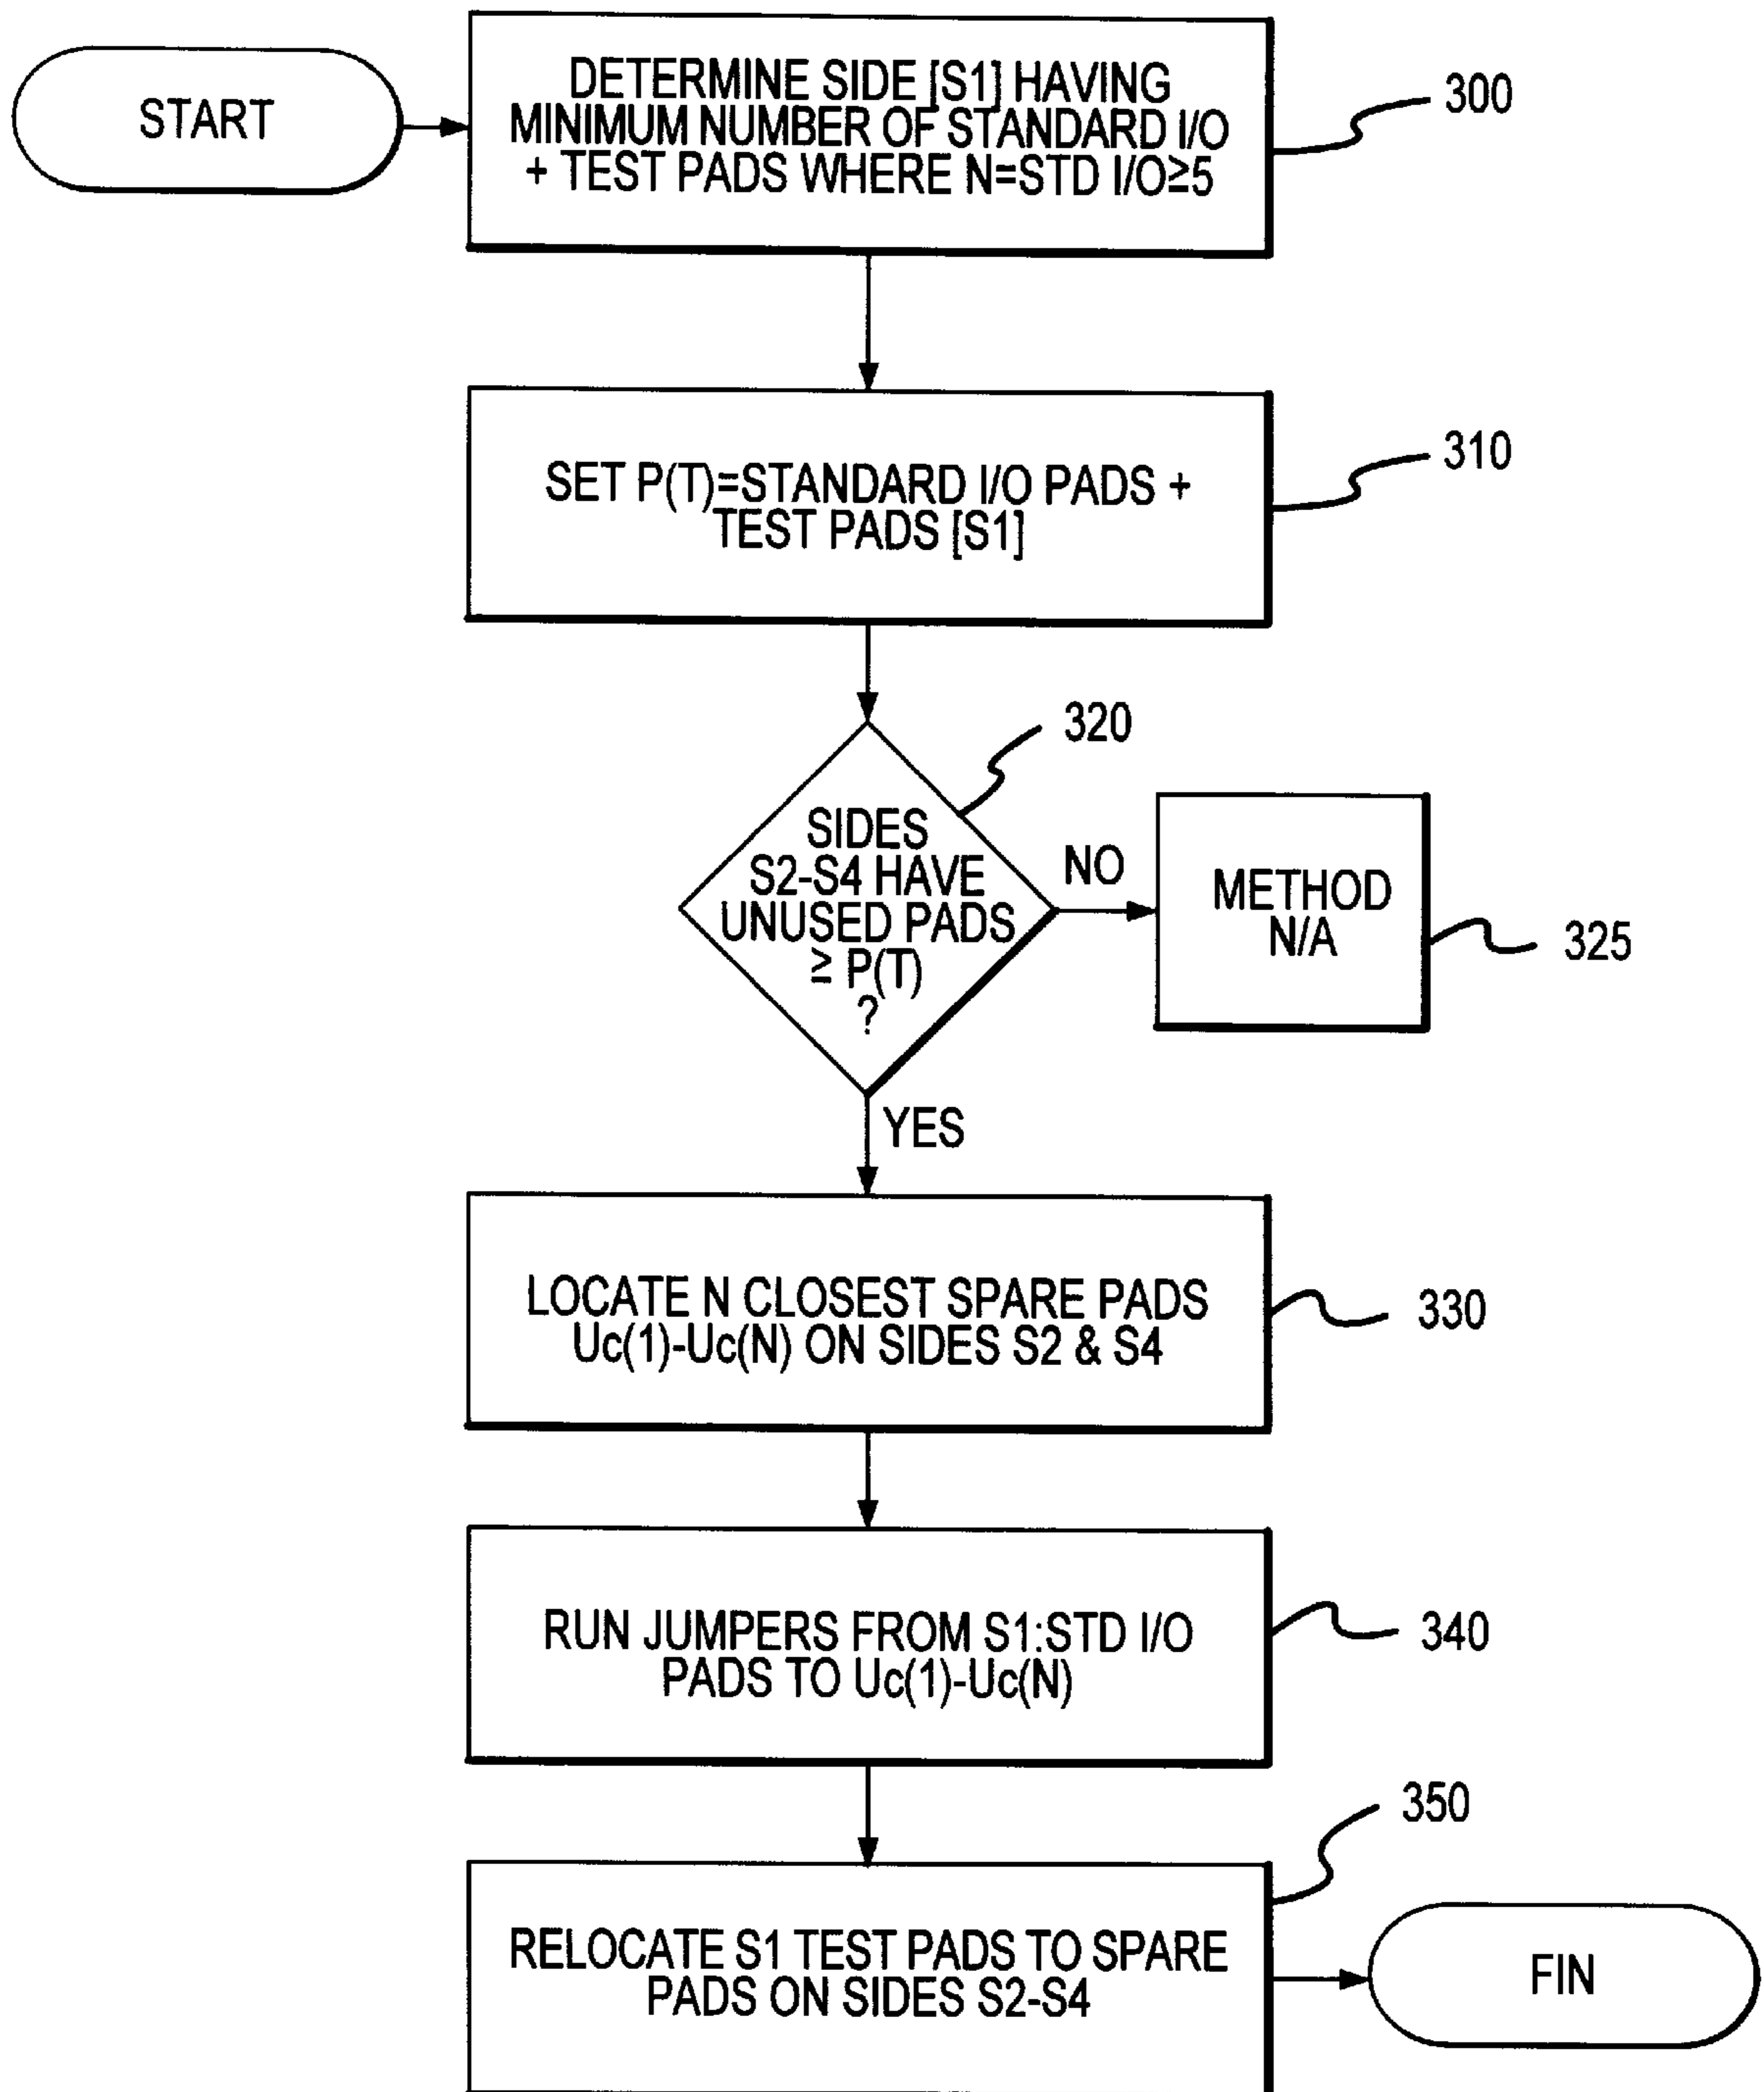 START
DETERMINE SIDE [S1] HAVING
MINIMUM NUMBER OF STANDARD I/O
+ TEST PADS WHERE N=STD I/O≥5
300
SET P(T)=STANDARD I/O PADS +
TEST PADS [S1]
310
320
SIDES
S2-S4 HAVE
UNUSED PADS
≥ P(T)
?
NO
METHOD
N/A
325
YES
LOCATE N CLOSEST SPARE PADS
Uc(1)-Uc(N) ON SIDES S2 & S4
330
RUN JUMPERS FROM S1:STD I/O
PADS TO Uc(1)-Uc(N)
340
350
RELOCATE S1 TEST PADS TO SPARE
PADS ON SIDES S2-S4
FIN